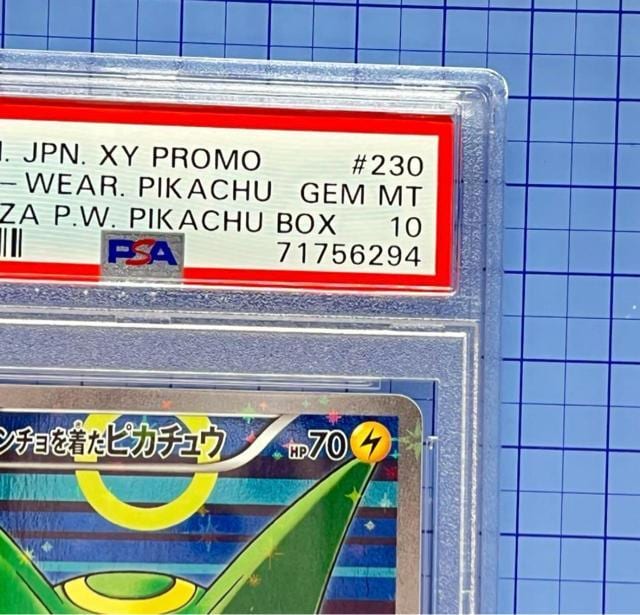 . JPN. XY PROMO #230
– WEAR. PIKACHU GEM MT
ZA P.W. PIKACHU BOX 10
PSA 71756294
ンチョを着たピカチュウ HP70